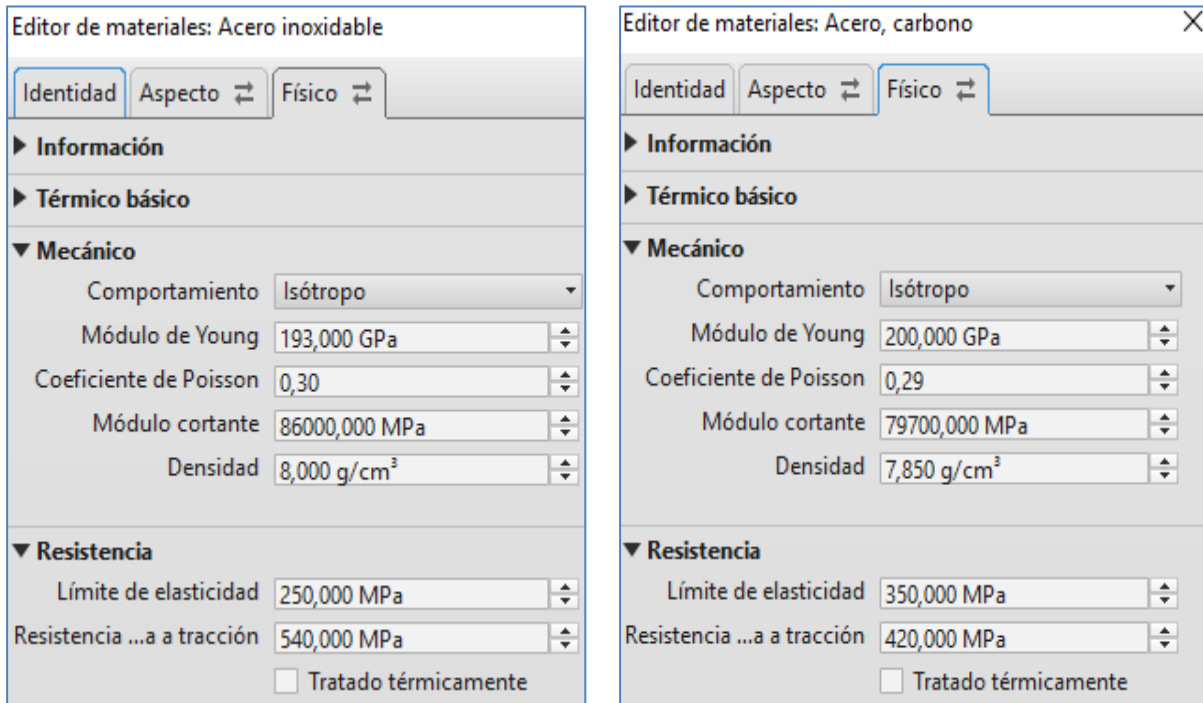 Editor de materiales: Acero inoxidable
Identidad Aspecto Físico
Información
Térmico básico
Mecánico
Comportamiento Isótropo
Módulo de Young 193,000 GPa
Coeficiente de Poisson 0,30
Módulo cortante 86000,000 MPa
Densidad 8,000 g/cm³
Resistencia
Límite de elasticidad 250,000 MPa
Resistencia ...a a tracción 540,000 MPa
Tratado térmicamente
Editor de materiales: Acero, carbono
Identidad Aspecto Físico
Información
Térmico básico
Mecánico
Comportamiento Isótropo
Módulo de Young 200,000 GPa
Coeficiente de Poisson 0,29
Módulo cortante 79700,000 MPa
Densidad 7,850 g/cm³
Resistencia
Límite de elasticidad 350,000 MPa
Resistencia ...a a tracción 420,000 MPa
Tratado térmicamente